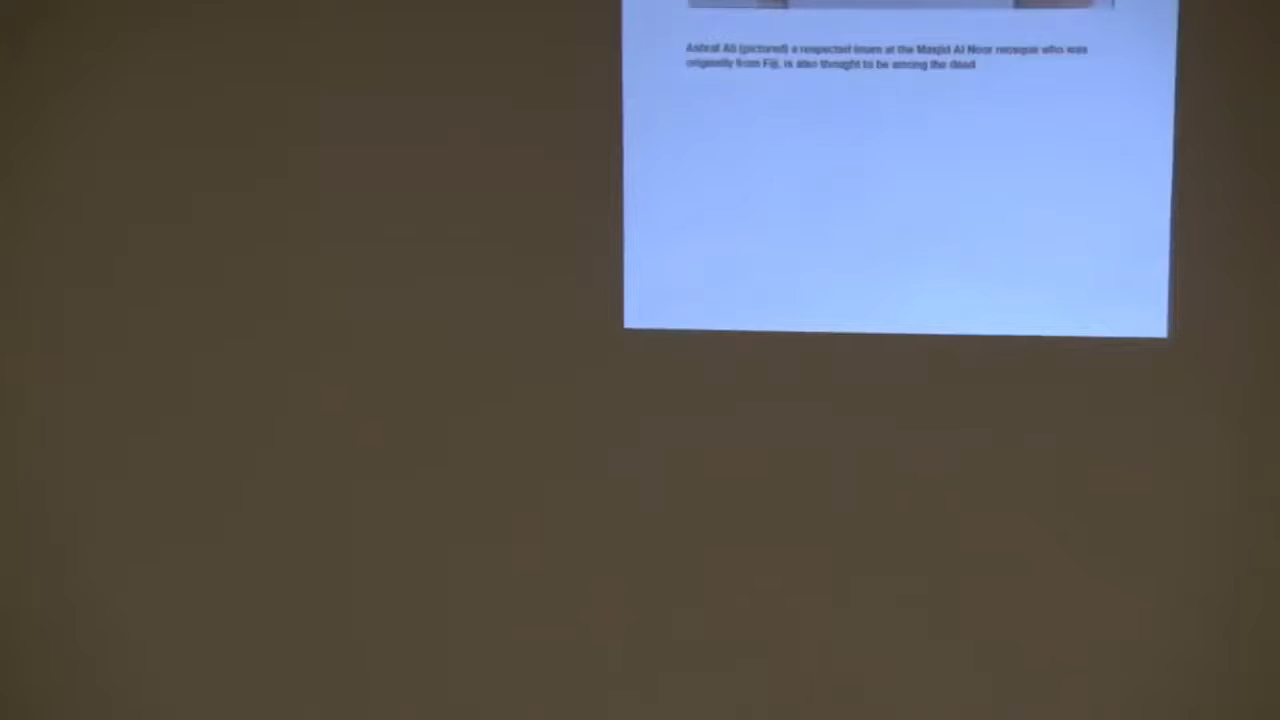 Ashraf Ali (pictured) a respected imam at the Masjid Al Noor mosque who was
originally from Fiji, is also thought to be among the dead